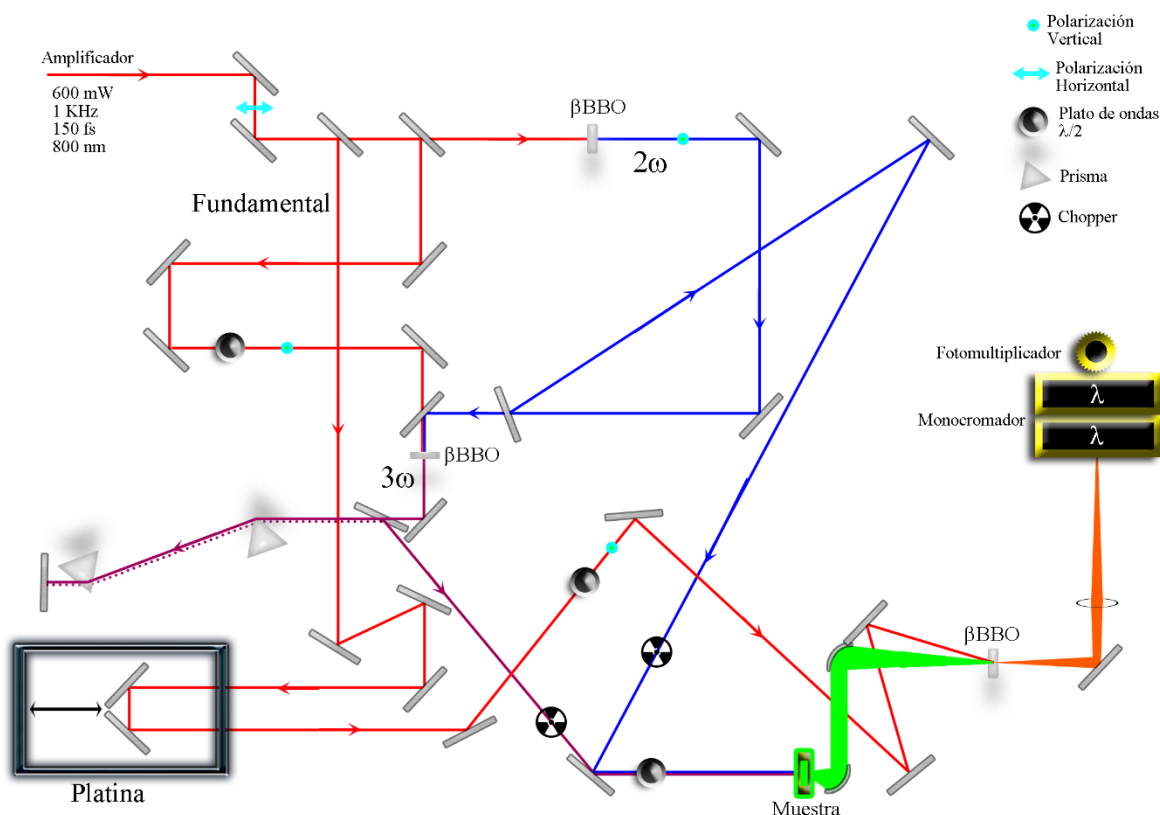 Amplificador
600 mW
1 KHz
150 fs
800 nm
Polarización
Vertical
Polarización
Horizontal
Plato de ondas
λ/2
Prisma
Chopper
βBBO
2ω
Fundamental
Fotomultiplicador
λ
Monocromador
λ
βBBO
3ω
βBBO
Platina
Muestra